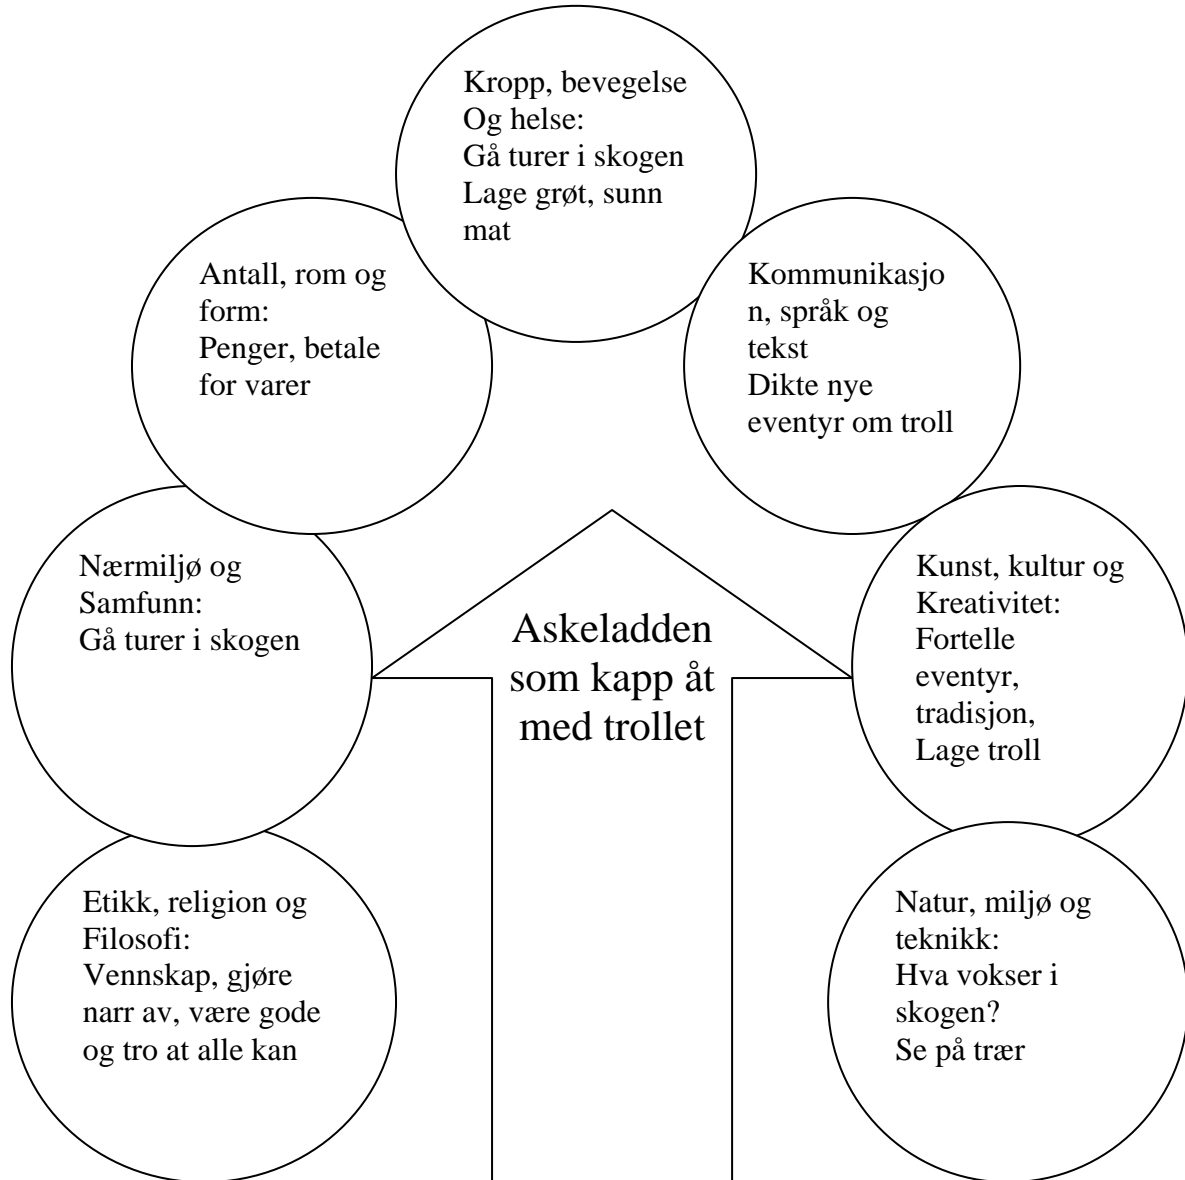 Kropp, bevegelse
Og helse:
Gå turer i skogen
Lage grøt, sunn
mat
Antall, rom og
form:
Penger, betale
for varer
Kommunikasjo
n, språk og
tekst
Dikte nye
eventyr om troll
Nærmiljø og
Samfunn:
Gå turer i skogen
Askeladden
som kapp åt
med trollet
Kunst, kultur og
Kreativitet:
Fortelle
eventyr,
tradisjon,
Lage troll
Etikk, religion og
Filosofi:
Vennskap, gjøre
narr av, være gode
og tro at alle kan
Natur, miljø og
teknikk:
Hva vokser i
skogen?
Se på trær